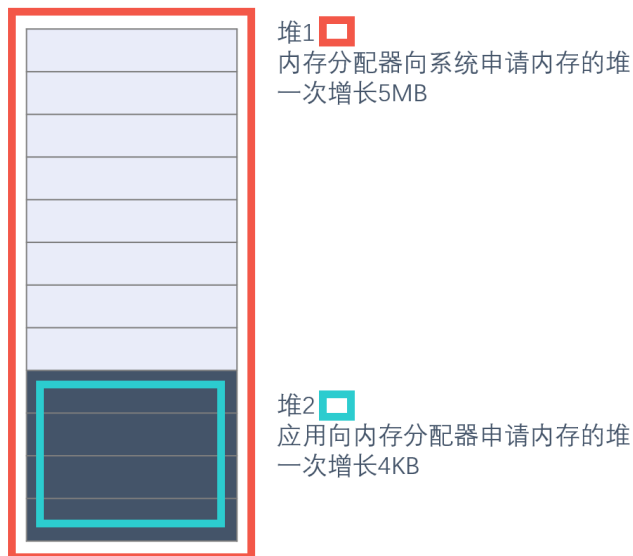 堆1
内存分配器向系统申请内存的堆
一次增长5MB
堆2
应用向内存分配器申请内存的堆
一次增长4KB